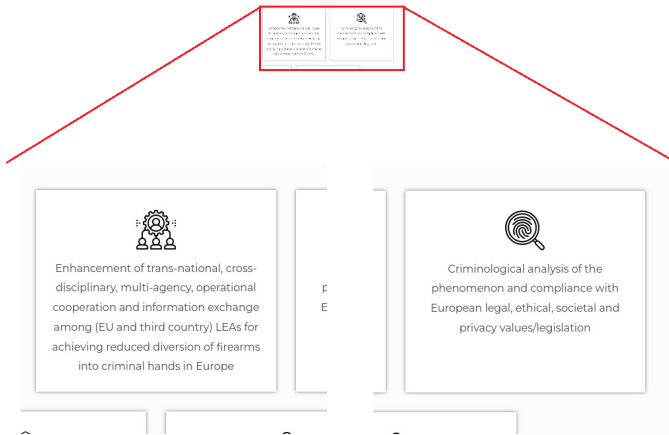 Enhancement of trans-national, cross-
disciplinary, multi-agency, operational
cooperation and information exchange
among (EU and third country) LEAs for
achieving reduced diversion of firearms
into criminal hands in Europe
p
E
Criminological analysis of the
phenomenon and compliance with
European legal, ethical, societal and
privacy values/legislation